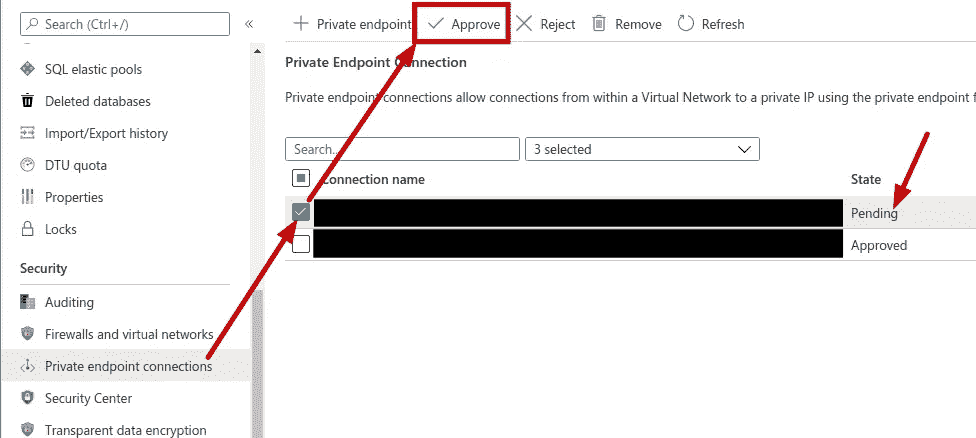 Search (Ctrl+/)
«
SQL elastic pools
Deleted databases
Import/Export history
DTU quota
Properties
Locks
Security
Auditing
Firewalls and virtual networks
Private endpoint connections
Security Center
Transparent data encryption
Private endpoint Approve Reject Remove Refresh
Private Endpoint Connection
Private endpoint connections allow connections from within a Virtual Network to a private IP using the private endpoint f
Search... 3 selected
Connection name State
Pending
Approved